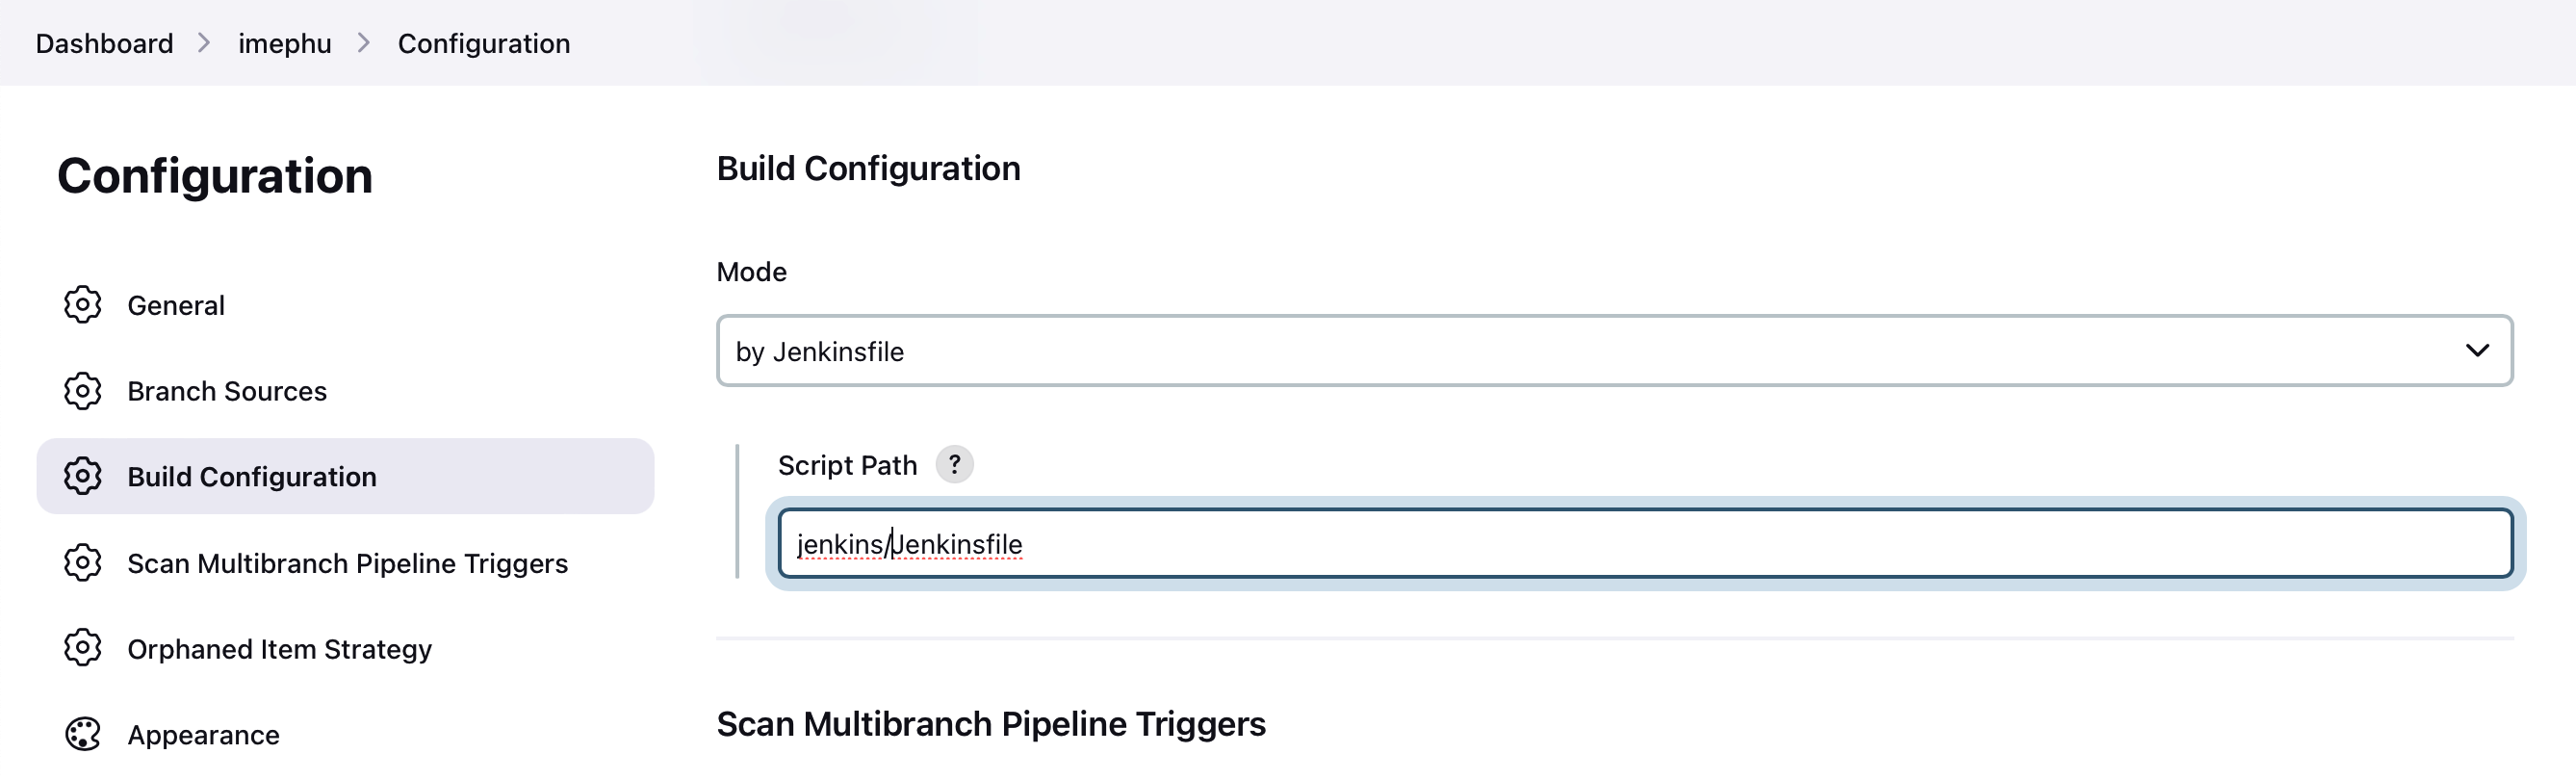 Dashboard > imephu > Configuration
Configuration
General
Branch Sources
Build Configuration
Scan Multibranch Pipeline Triggers
Orphaned Item Strategy
Appearance
Build Configuration
Mode
by Jenkinsfile
Script Path ?
jenkins/Jenkinsfile
Scan Multibranch Pipeline Triggers